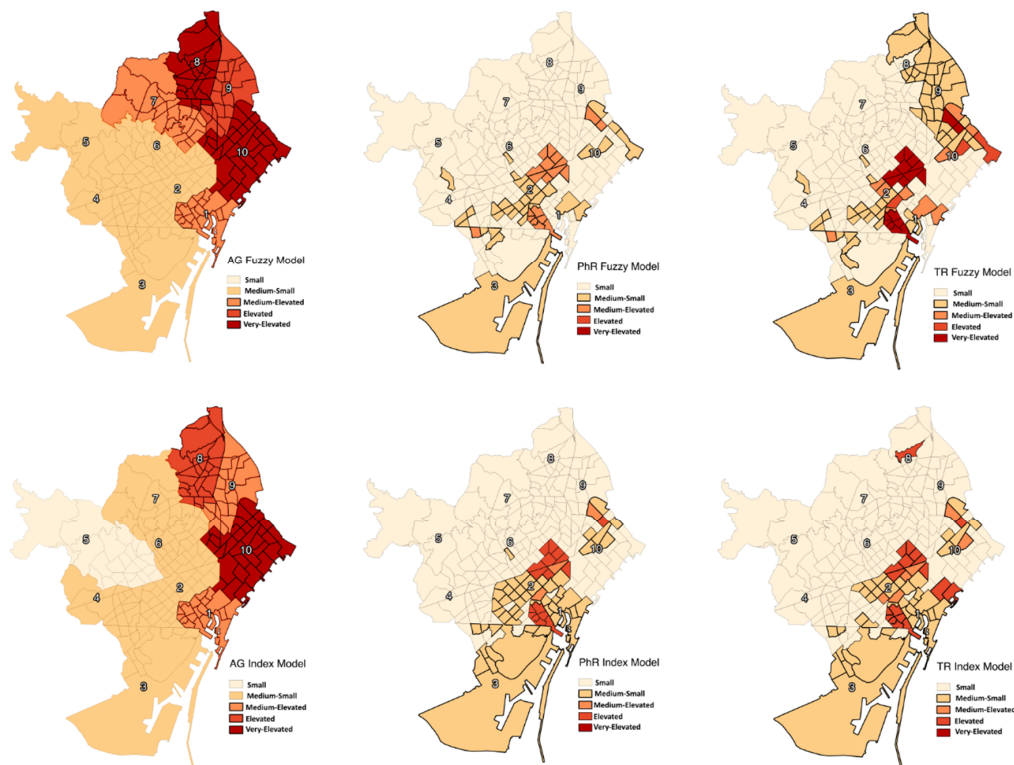 8
7
9
5
6
10
4
2
1
3
AG Fuzzy Model
Small
Medium-Small
Medium-Elevated
Elevated
Very-Elevated
8
7
9
5
6
10
4
2
1
3
PhR Fuzzy Model
Small
Medium-Small
Medium-Elevated
Elevated
Very-Elevated
8
7
9
5
6
10
4
2
1
3
TR Fuzzy Model
Small
Medium-Small
Medium-Elevated
Elevated
Very-Elevated
8
7
9
5
6
10
4
2
1
3
AG Index Model
Small
Medium-Small
Medium-Elevated
Elevated
Very-Elevated
8
7
9
5
6
10
4
2
1
3
PhR Index Model
Small
Medium-Small
Medium-Elevated
Elevated
Very-Elevated
8
7
9
5
6
10
4
2
1
3
TR Index Model
Small
Medium-Small
Medium-Elevated
Elevated
Very-Elevated